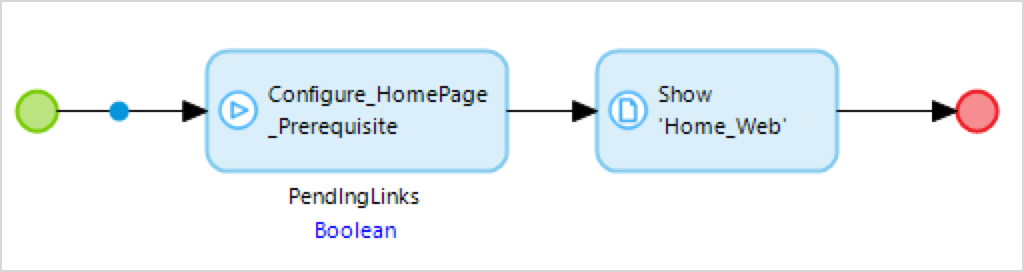 Configure_HomePage
_Prerequisite
PendIngLinks
Boolean
Show
'Home_Web'